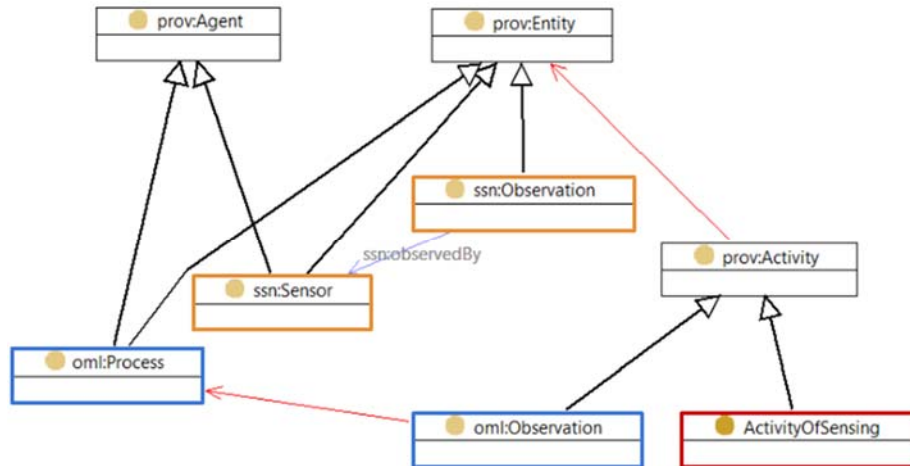 prov:Agent
prov:Entity
ssn:Observation
ssn:observedBy
prov:Activity
ssn:Sensor
oml:Process
oml:Observation
ActivityOfSensing